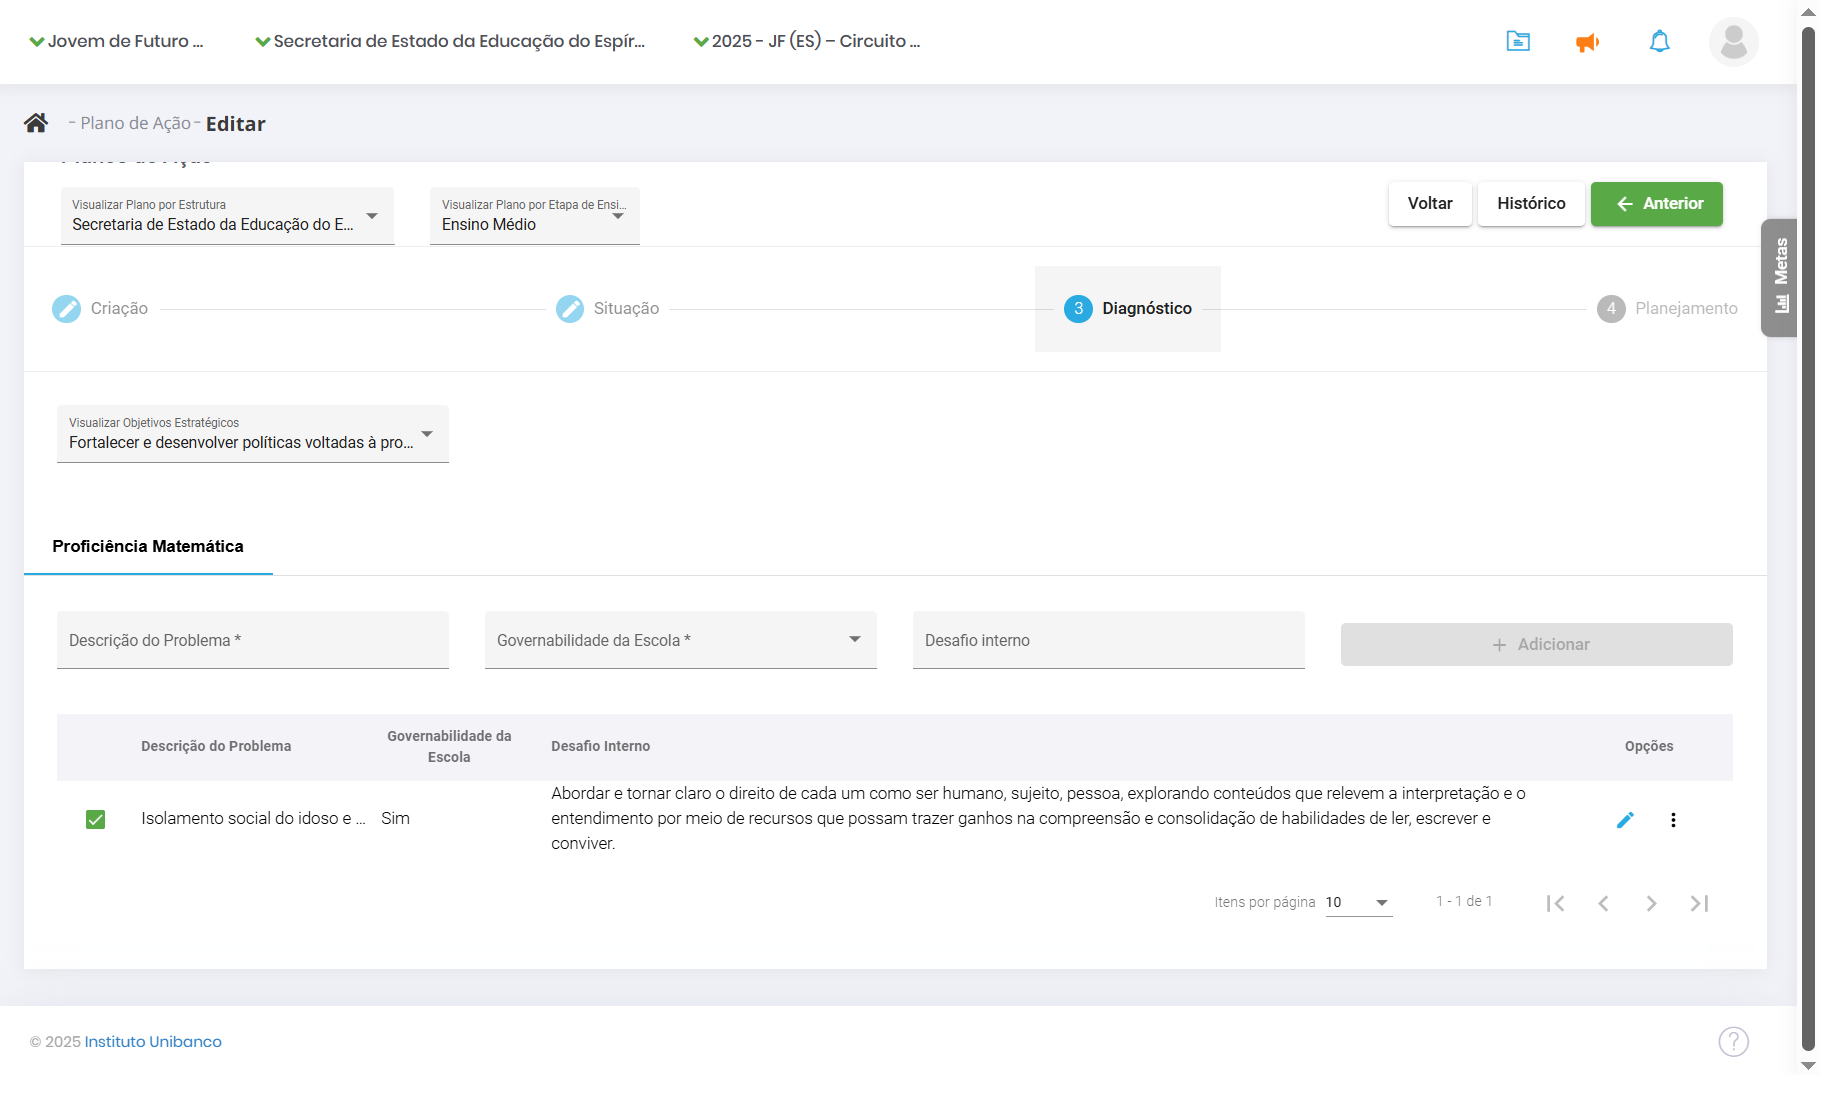 Jovem de Futuro ...
Secretaria de Estado da Educação do Espír...
2025 - JF (ES) – Circuito ...
- Plano de Ação - Editar
Visualizar Plano por Estrutura
Secretaria de Estado da Educação do E...
Visualizar Plano por Etapa de Ensi...
Ensino Médio
Voltar
Histórico
Anterior
Metas
Criação
Situação
3 Diagnóstico
4 Planejamento
Visualizar Objetivos Estratégicos
Fortalecer e desenvolver políticas voltadas à pro...
Proficiência Matemática
Descrição do Problema *
Governabilidade da Escola *
Desafio interno
+ Adicionar
Descrição do Problema
Governabilidade da
Escola
Desafio Interno
Opções
Isolamento social do idoso e ...
Sim
Abordar e tornar claro o direito de cada um como ser humano, sujeito, pessoa, explorando conteúdos que relevem a interpretação e o
entendimento por meio de recursos que possam trazer ganhos na compreensão e consolidação de habilidades de ler, escrever e
conviver.
Itens por página 10
1 - 1 de 1
© 2025 Instituto Unibanco
?